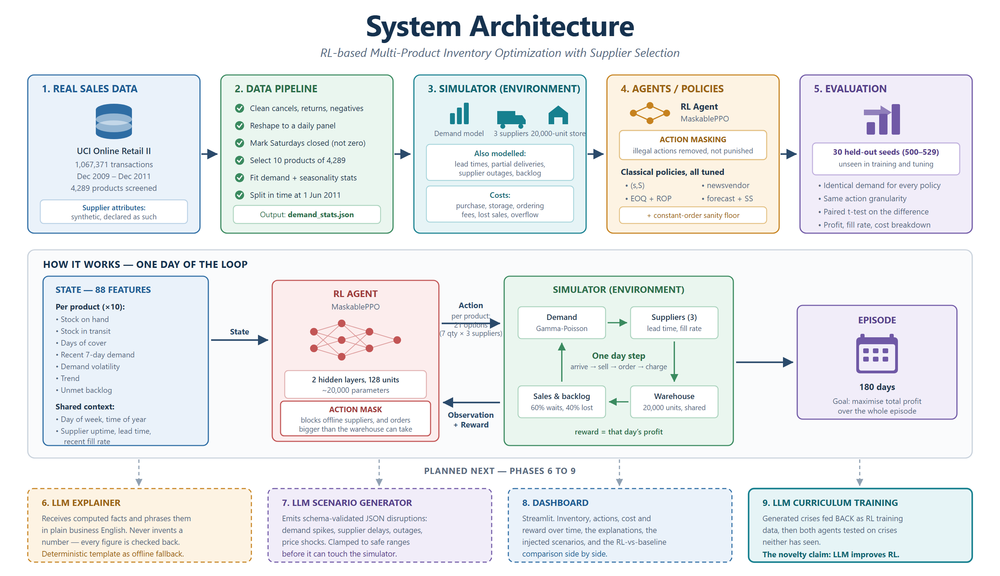 System Architecture
RL-based Multi-Product Inventory Optimization with Supplier Selection
1. REAL SALES DATA
UCI Online Retail II
1,067,371 transactions
Dec 2009 – Dec 2011
4,289 products screened
Supplier attributes:
synthetic, declared as such
2. DATA PIPELINE
Clean cancels, returns, negatives
Reshape to a daily panel
Mark Saturdays closed (not zero)
Select 10 products of 4,289
Fit demand + seasonality stats
Split in time at 1 Jun 2011
Output: demand_stats.json
3. SIMULATOR (ENVIRONMENT)
Demand model 3 suppliers 20,000-unit store
Also modelled:
lead times, partial deliveries,
supplier outages, backlog
Costs:
purchase, storage, ordering
fees, lost sales, overflow
4. AGENTS / POLICIES
RL Agent
MaskablePPO
ACTION MASKING
illegal actions removed, not punished
Classical policies, all tuned
• (s,S) • newsvendor
• EOQ + ROP • forecast + SS
+ constant-order sanity floor
5. EVALUATION
30 held-out seeds (500–529)
unseen in training and tuning
• Identical demand for every policy
• Same action granularity
• Paired t-test on the difference
• Profit, fill rate, cost breakdown
HOW IT WORKS — ONE DAY OF THE LOOP
STATE — 88 FEATURES
Per product (×10):
• Stock on hand
• Stock in transit
• Days of cover
• Recent 7-day demand
• Demand volatility
• Trend
• Unmet backlog
Shared context:
• Day of week, time of year
• Supplier uptime, lead time,
recent fill rate
State
RL AGENT
MaskablePPO
2 hidden layers, 128 units
~20,000 parameters
ACTION MASK
blocks offline suppliers, and orders
bigger than the warehouse can take
Action
per product:
21 options
(7 qty × 3 suppliers)
Observation
+ Reward
SIMULATOR (ENVIRONMENT)
Demand
Gamma-Poisson
Suppliers (3)
lead time, fill rate
One day step
arrive → sell → order → charge
Sales & backlog
60% waits, 40% lost
Warehouse
20,000 units, shared
reward = that day's profit
EPISODE
180 days
Goal: maximise total profit
over the whole episode
PLANNED NEXT — PHASES 6 TO 9
6. LLM EXPLAINER
Receives computed facts and phrases them
in plain business English. Never invents a
number — every figure is checked back.
Deterministic template as offline fallback.
7. LLM SCENARIO GENERATOR
Emits schema-validated JSON disruptions:
demand spikes, supplier delays, outages,
price shocks. Clamped to safe ranges
before it can touch the simulator.
8. DASHBOARD
Streamlit. Inventory, actions, cost and
reward over time, the explanations, the
injected scenarios, and the RL-vs-baseline
comparison side by side.
9. LLM CURRICULUM TRAINING
Generated crises fed BACK as RL training
data, then both agents tested on crises
neither has seen.
The novelty claim: LLM improves RL.